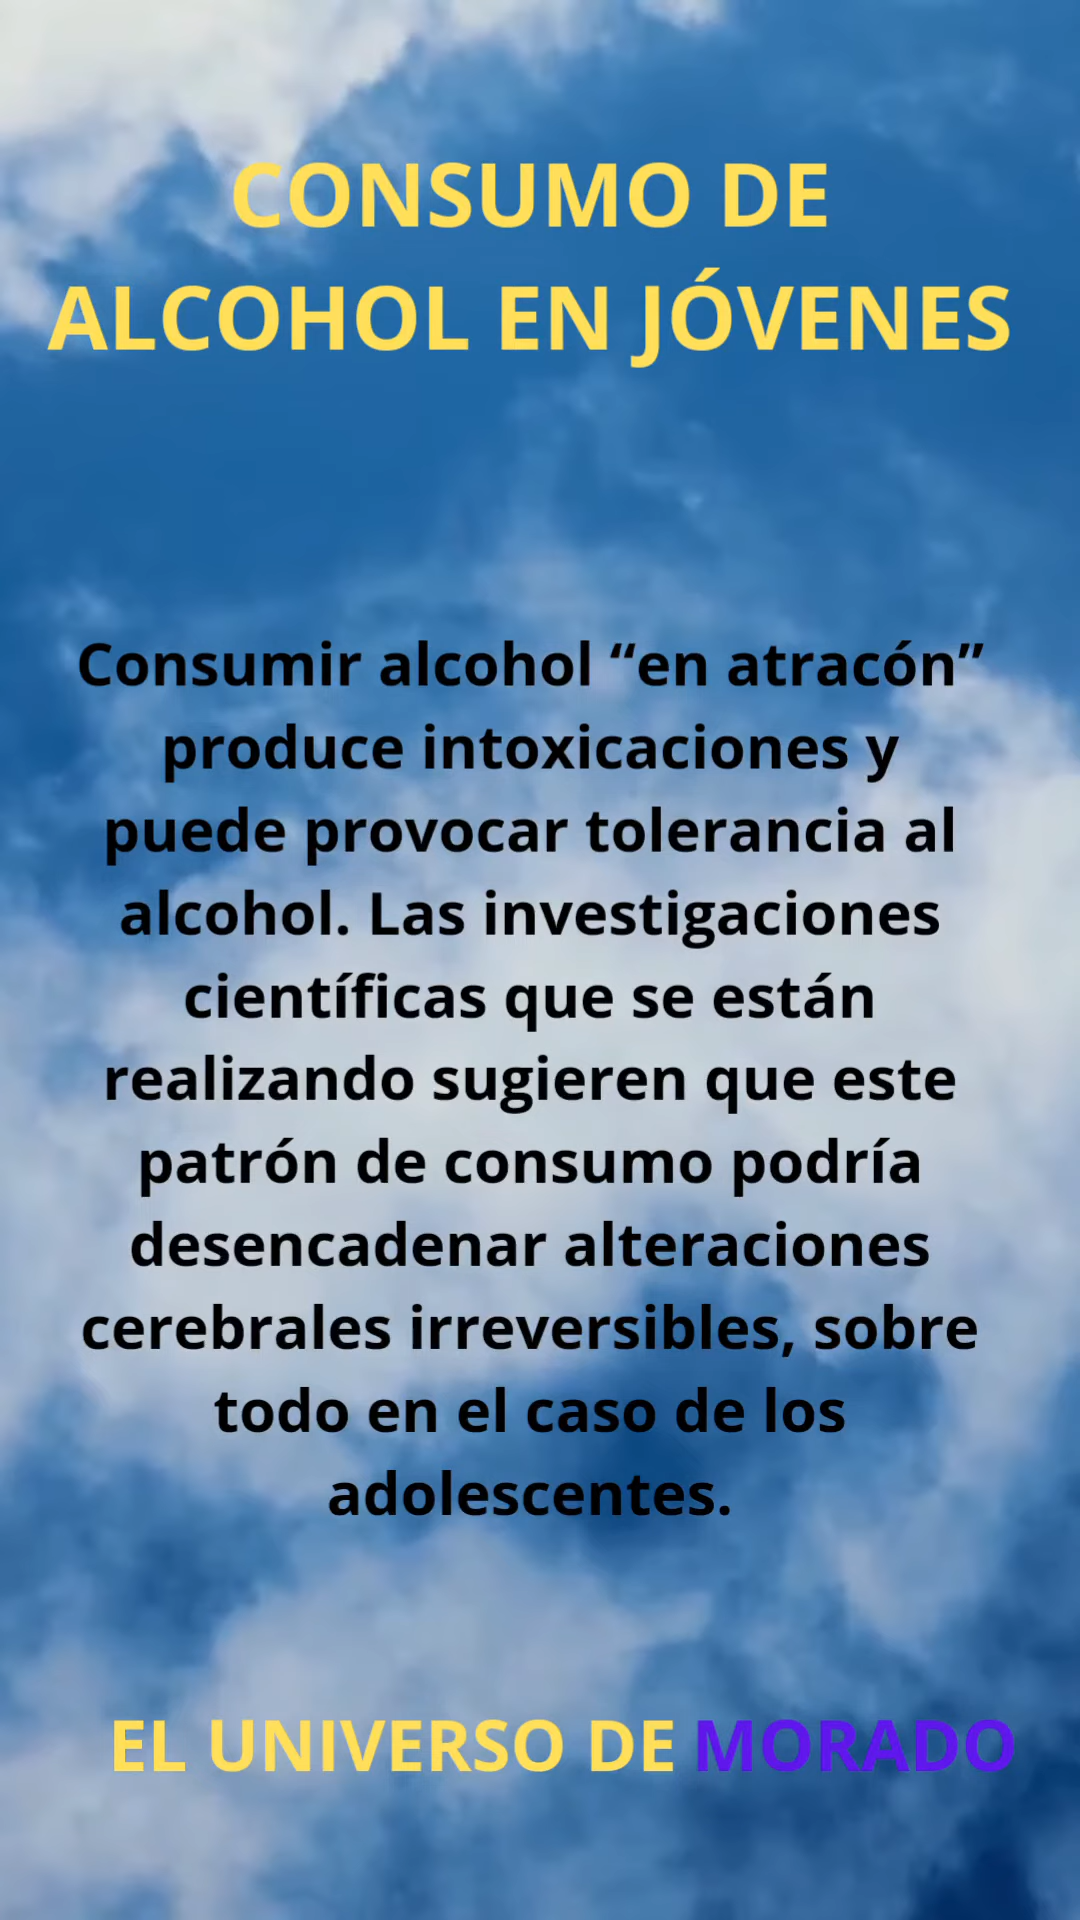 CONSUMO DE
ALCOHOL EN JÓVENES
Consumir alcohol “en atracón”
produce intoxicaciones y
puede provocar tolerancia al
alcohol. Las investigaciones
científicas que se están
realizando sugieren que este
patrón de consumo podría
desencadenar alteraciones
cerebrales irreversibles, sobre
todo en el caso de los
adolescentes.
EL UNIVERSO DE MORADO